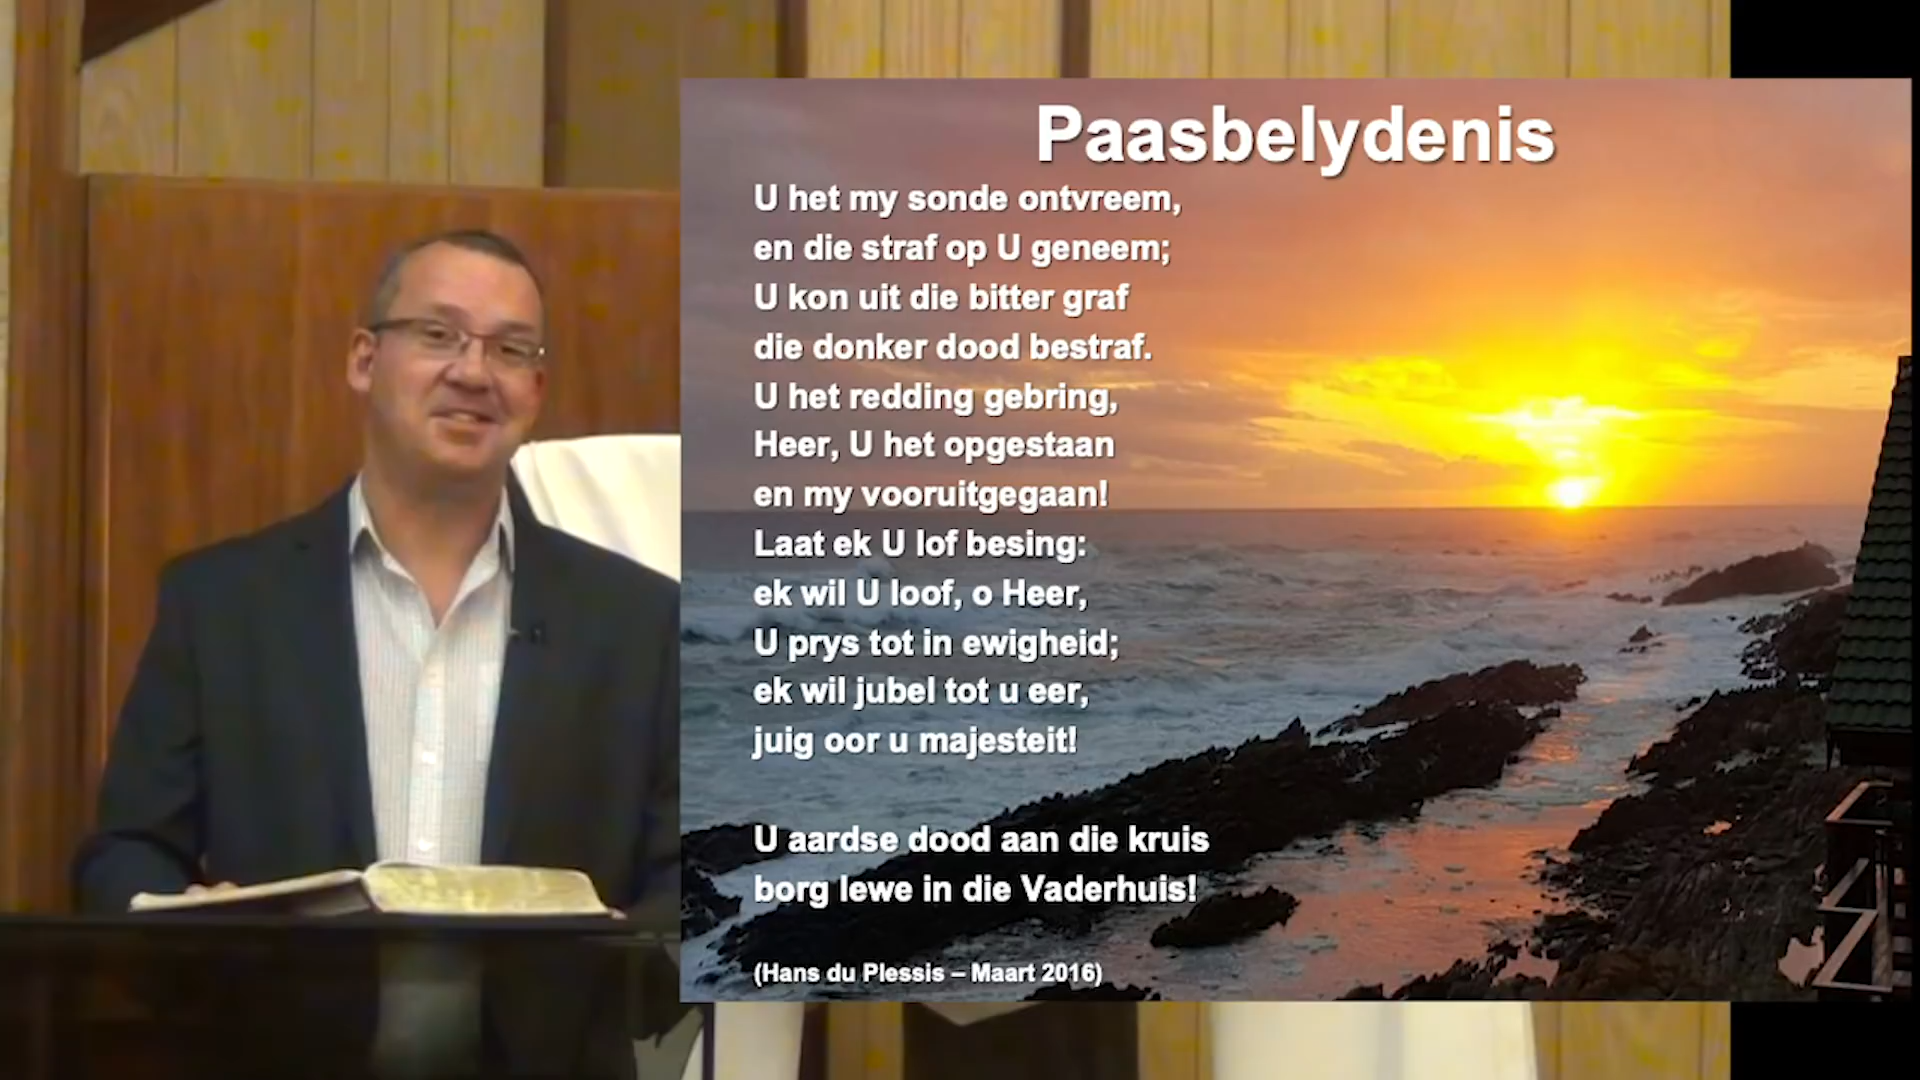 Paasbelydenis
U het my sonde ontvreem,
en die straf op U geneem;
U kon uit die bitter graf
die donker dood bestraf.
U het redding gebring,
Heer, U het opgestaan
en my vooruitgegaan!
Laat ek U lof besing:
ek wil U loof, o Heer,
U prys tot in ewigheid;
ek wil jubel tot u eer,
juig oor u majesteit!
U aardse dood aan die kruis
borg lewe in die Vaderhuis!
(Hans du Plessis – Maart 2016)